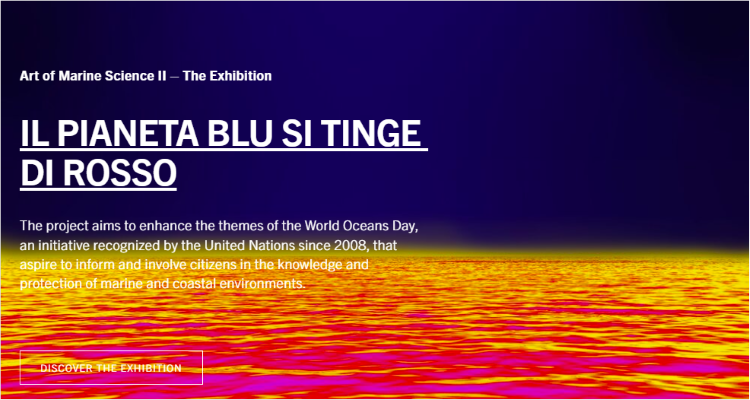 Art of Marine Science II – The Exhibition
IL PIANETA BLU SI TINGE
DI ROSSO
The project aims to enhance the themes of the World Oceans Day,
an initiative recognized by the United Nations since 2008, that
aspire to inform and involve citizens in the knowledge and
protection of marine and coastal environments.
DISCOVER THE EXHIBITION